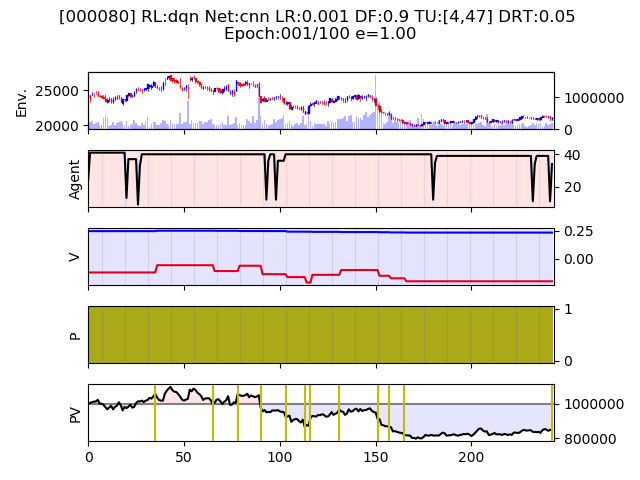 [000080] RL:dqn Net:cnn LR:0.001 DF:0.9 TU:[4,47] DRT:0.05
Epoch:001/100 e=1.00
Env.
25000
20000
1000000
0
Agent
40
20
V
0.25
0.00
P
1
0
PV
1000000
800000
0 50 100 150 200